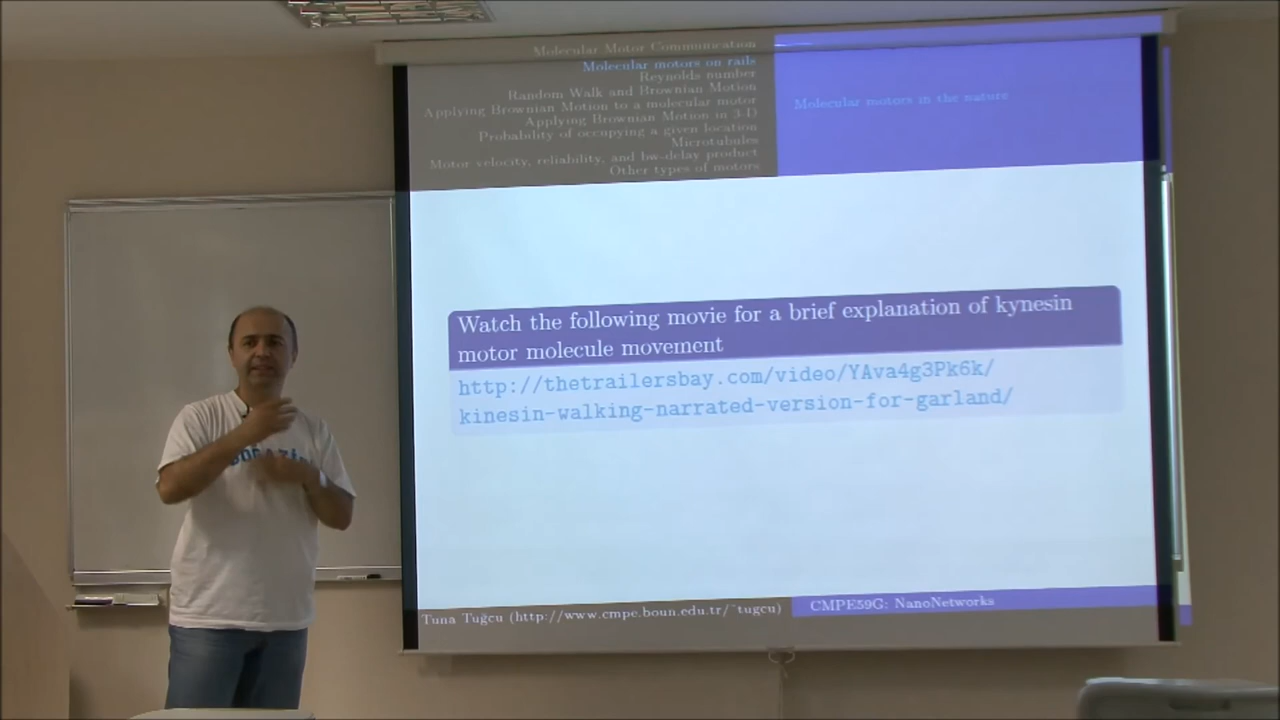 Molecular Motor Communication
Molecular motors on rails
Reynolds number
Random Walk and Brownian Motion
Applying Brownian Motion to a molecular motor
Applying Brownian Motion in 3-D
Probability of occupying a given location
Microtubules
Motor velocity, reliability, and bw-delay product
Other types of motors
Molecular motors in the nature
Watch the following movie for a brief explanation of kynesin
motor molecule movement
http://thetrailersbay.com/video/YAva4g3Pk6k/
kinesin-walking-narrated-version-for-garland/
Tuna Tuğcu (http://www.cmpe.boun.edu.tr/~tugcu)
CMPE59G: NanoNetworks